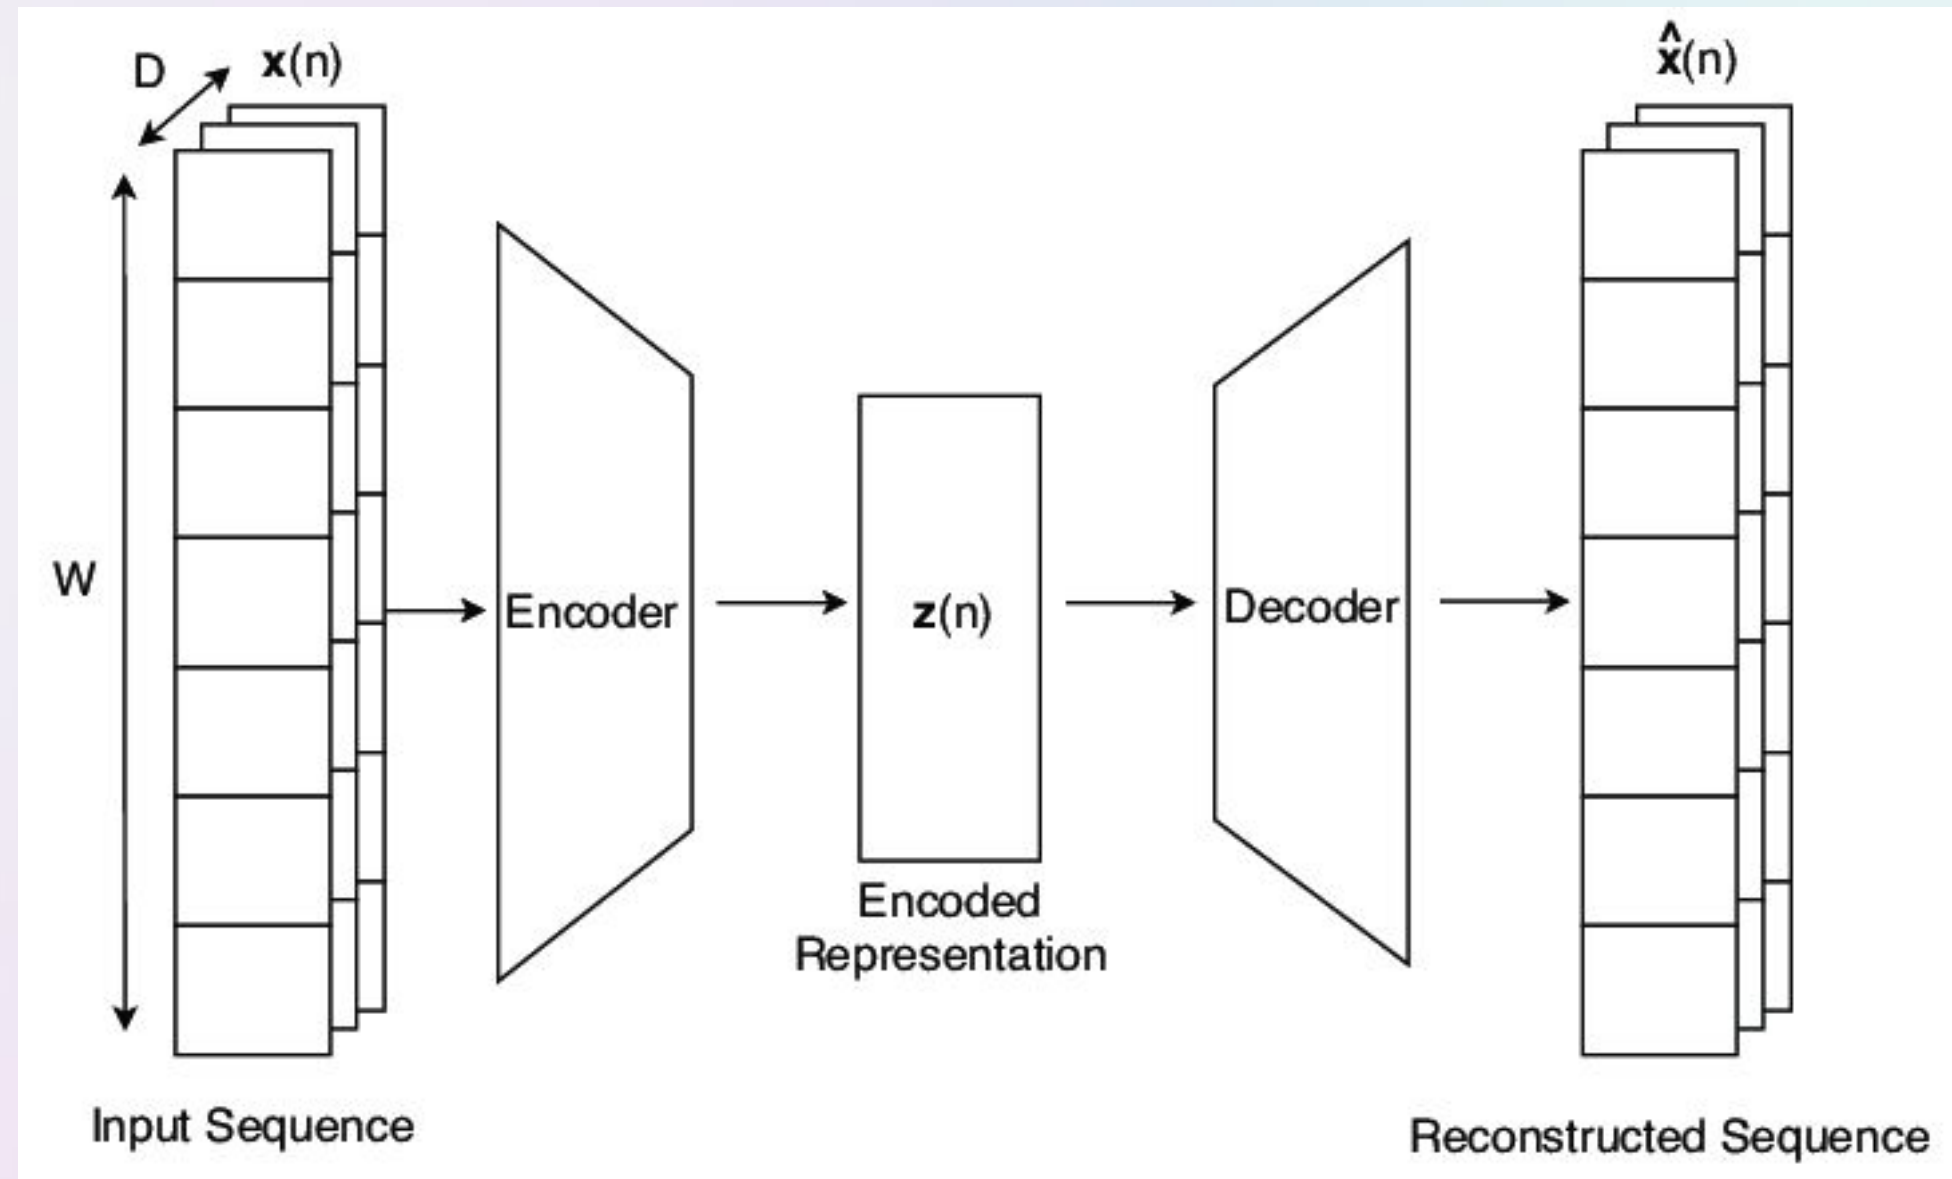 D
x(n)
x̂(n)
W
Encoder
z(n)
Decoder
Encoded
Representation
Input Sequence
Reconstructed Sequence